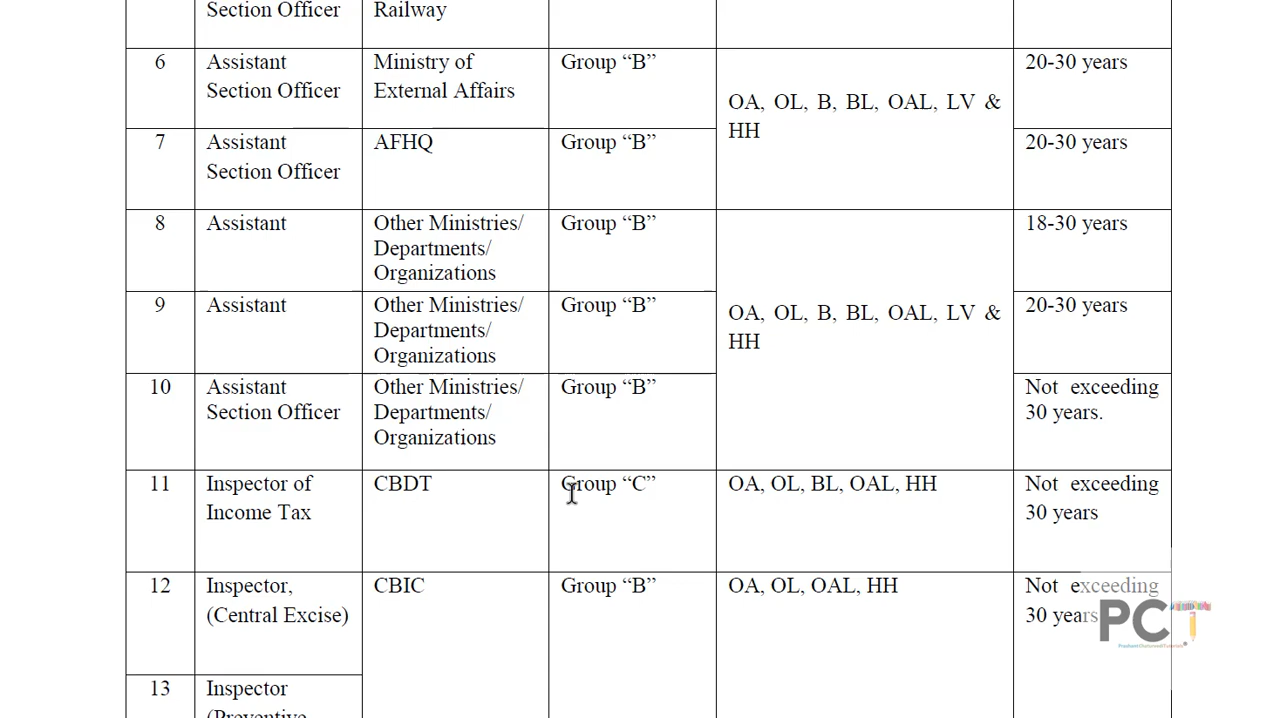 Section Officer Railway
6 Assistant Ministry of Group “B” 20-30 years
Section Officer External Affairs
OA, OL, B, BL, OAL, LV &
HH
7 Assistant AFHQ Group “B” 20-30 years
Section Officer
8 Assistant Other Ministries/ Group “B” 18-30 years
Departments/
Organizations
9 Assistant Other Ministries/ Group “B” 20-30 years
Departments/
Organizations
OA, OL, B, BL, OAL, LV &
HH
10 Assistant Other Ministries/ Group “B” Not exceeding
Section Officer Departments/ 30 years.
Organizations
11 Inspector of CBDT Group “C” OA, OL, BL, OAL, HH Not exceeding
Income Tax 30 years
12 Inspector, CBIC Group “B” OA, OL, OAL, HH Not exceeding
(Central Excise) 30 years
PCT
13 Inspector
(Preventive